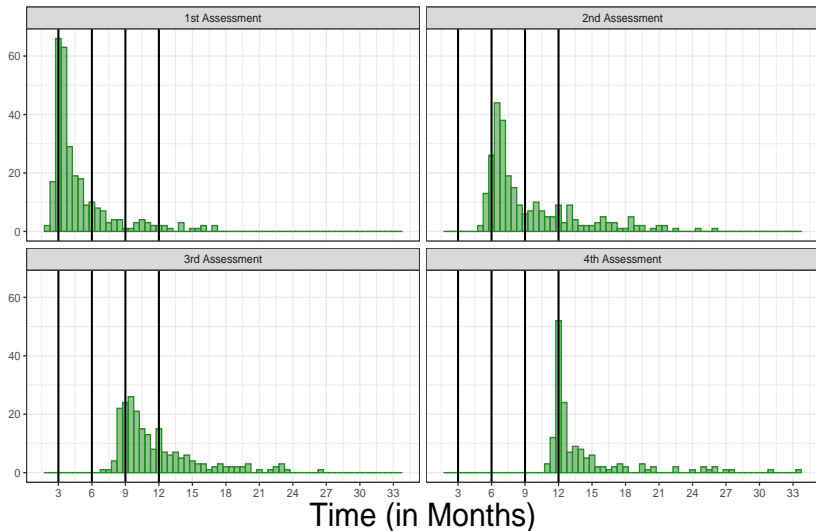 1st Assessment
2nd Assessment
60
40
20
0
3rd Assessment
4th Assessment
60
40
20
0
3 6 9 12 15 18 21 24 27 30 33
3 6 9 12 15 18 21 24 27 30 33
Time (in Months)